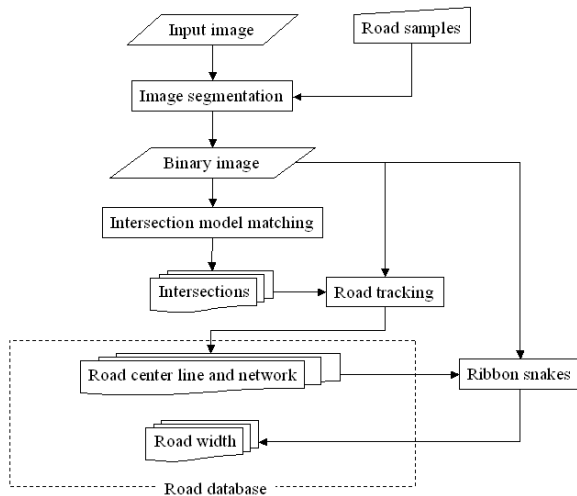 Input image
Road samples
Image segmentation
Binary image
Intersection model matching
Intersections
Road tracking
Road center line and network
Ribbon snakes
Road width
Road database